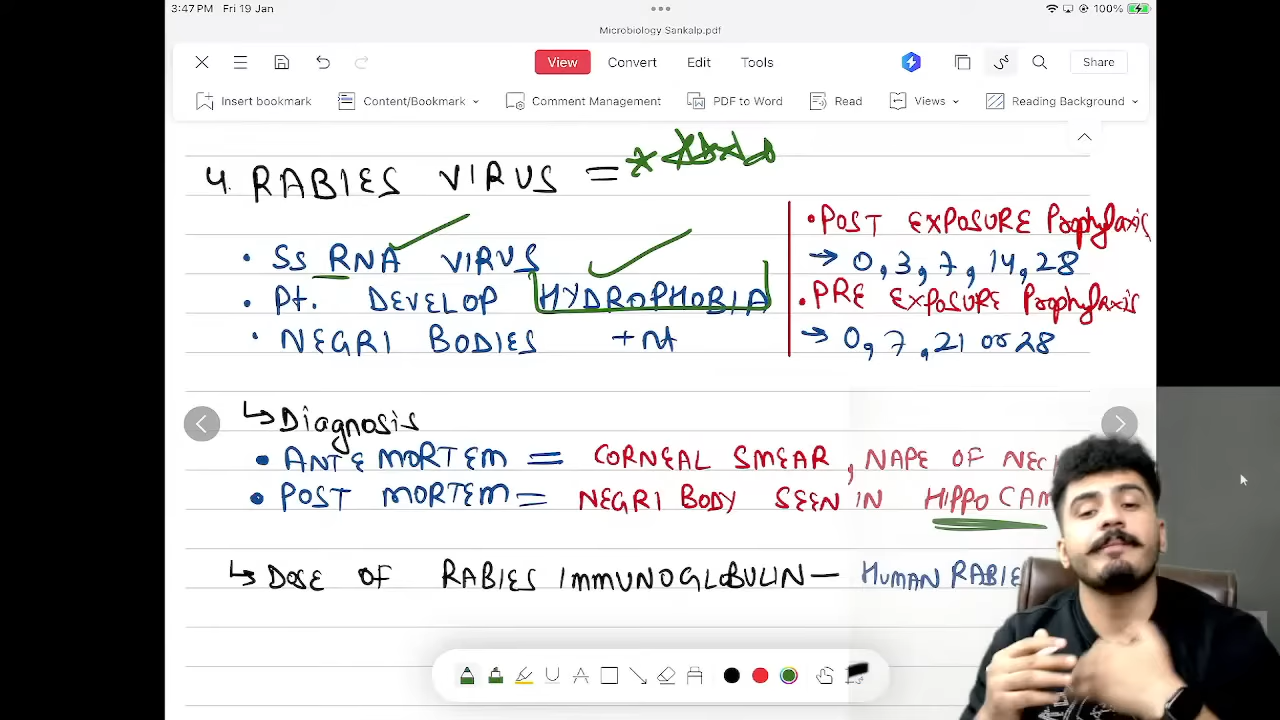 3:47 PM Fri 19 Jan
100%
Microbiology Sankalp.pdf
View Convert Edit Tools
Share
Insert bookmark Content/Bookmark Comment Management PDF to Word Read Views Reading Background
4. RABIES VIRUS =
• SS RNA VIRUS
• Pt. DEVELOP HYDROPHOBIA
• NEGRI BODIES +nt
• POST EXPOSURE Prophylaxis
→ 0, 3, 7, 14, 28
• PRE EXPOSURE Prophylaxis
→ 0, 7, 21 or 28
↳ Diagnosis
• ANTEMORTEM = CORNEAL SMEAR, NAPE OF NEC
• POST MORTEM = NEGRI BODY SEEN IN HIPPOCAM
↳ DOSE OF RABIES IMMUNOGLOBULIN — HUMAN RABIE